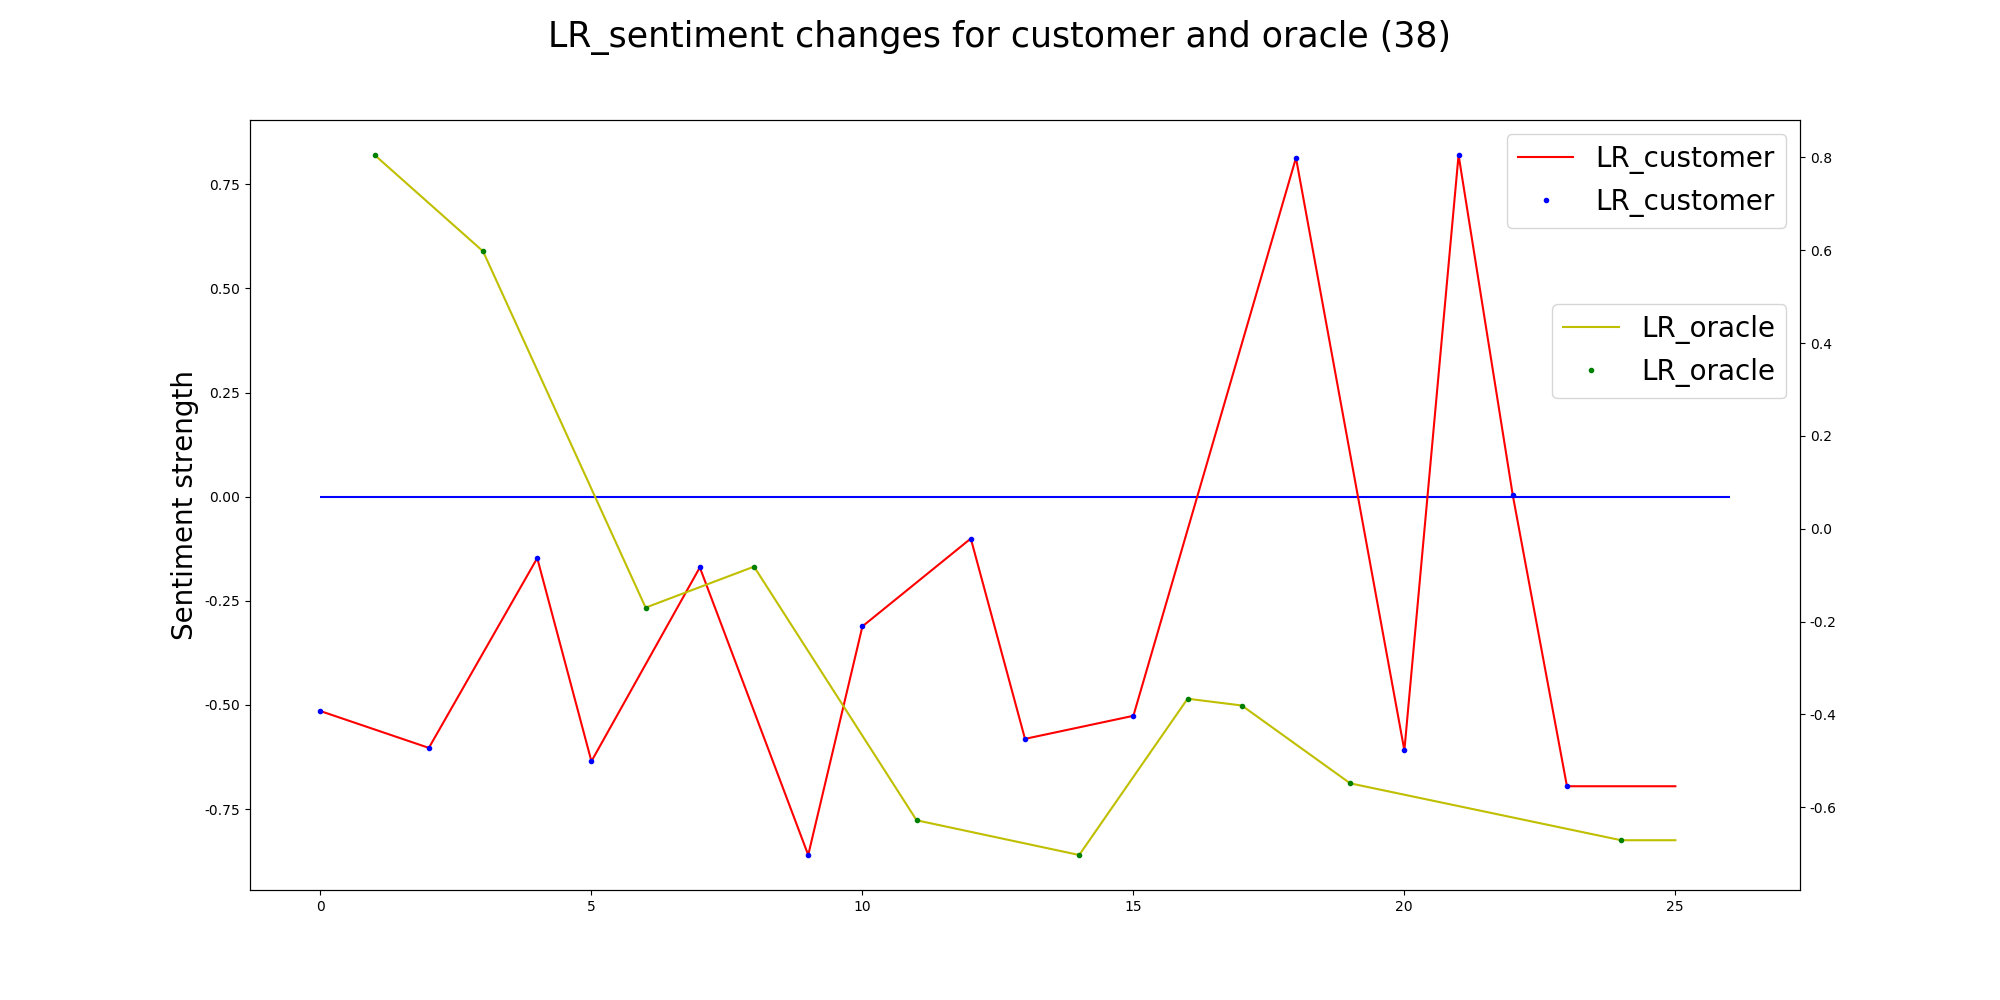 LR_sentiment changes for customer and oracle (38)
Sentiment strength
0.75
0.50
0.25
0.00
-0.25
-0.50
-0.75
LR_customer
LR_customer
LR_oracle
LR_oracle
0.8
0.6
0.4
0.2
0.0
-0.2
-0.4
-0.6
0 5 10 15 20 25